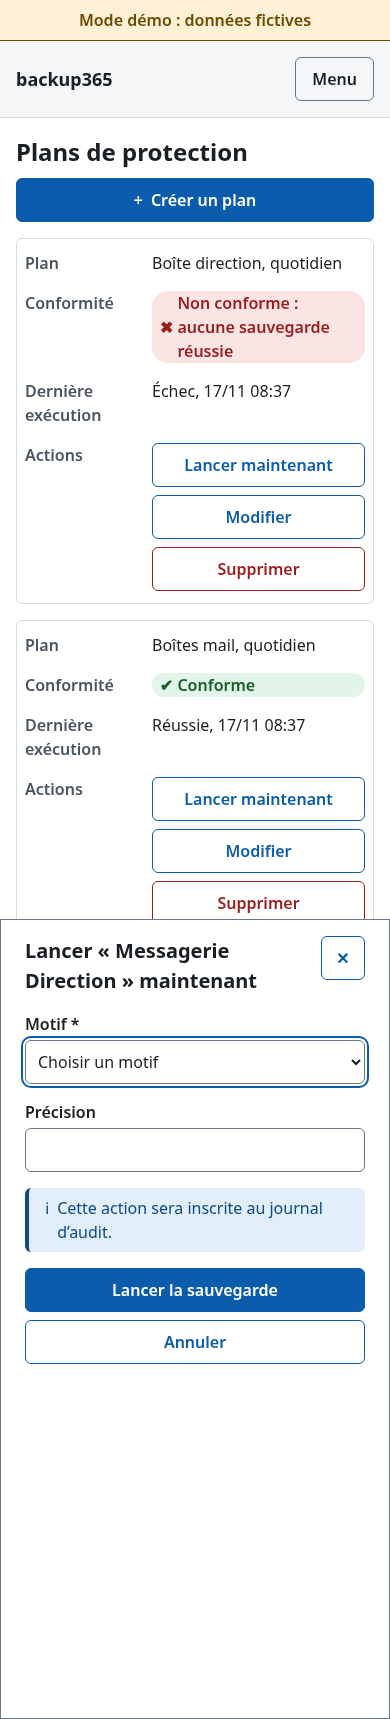 Mode démo : données fictives
backup365
Menu
Plans de protection
+ Créer un plan
Plan
Boîte direction, quotidien
Conformité
✖ Non conforme :
aucune sauvegarde
réussie
Dernière
exécution
Échec, 17/11 08:37
Actions
Lancer maintenant
Modifier
Supprimer
Plan
Boîtes mail, quotidien
Conformité
✔ Conforme
Dernière
exécution
Réussie, 17/11 08:37
Actions
Lancer maintenant
Modifier
Supprimer
Lancer « Messagerie
Direction » maintenant
✕
Motif *
Choisir un motif
Précision
i Cette action sera inscrite au journal
d’audit.
Lancer la sauvegarde
Annuler